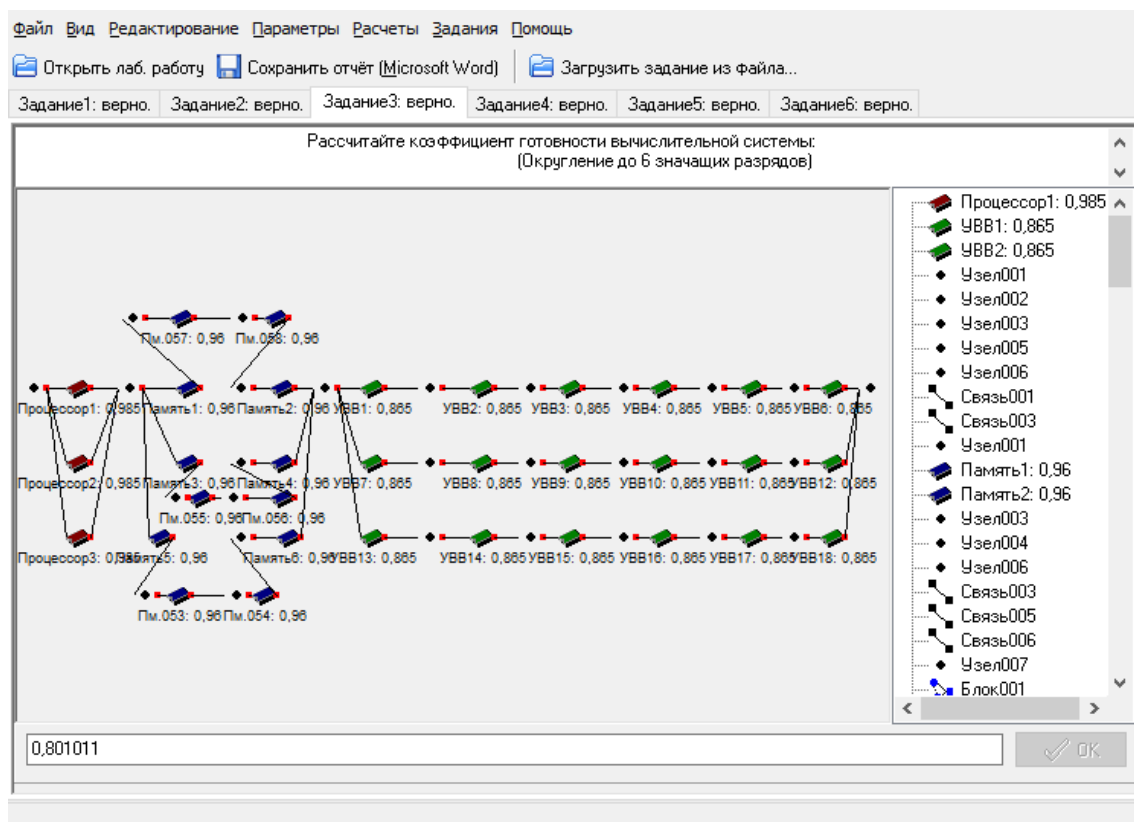 Файл Вид Редактирование Параметры Расчеты Задания Помощь
Открыть лаб. работу Сохранить отчёт (Microsoft Word) Загрузить задание из файла...
Задание1: верно. Задание2: верно. Задание3: верно. Задание4: верно. Задание5: верно. Задание6: верно.
Рассчитайте коэффициент готовности вычислительной системы:
(Округление до 6 значащих разрядов)
Пм.057: 0,96 Пм.058: 0,96
Процессор1: 0,985 Память1: 0,96 Память2: 0,96 УВВ1: 0,865 УВВ2: 0,865 УВВ3: 0,865 УВВ4: 0,865 УВВ5: 0,865 УВВ6: 0,865
Процессор2: 0,985 Память3: 0,96 Память4: 0,96 УВВ7: 0,865 УВВ8: 0,865 УВВ9: 0,865 УВВ10: 0,865 УВВ11: 0,865 УВВ12: 0,865
Пм.055: 0,96 Пм.056: 0,96
Процессор3: 0,985 Память5: 0,96 Память6: 0,96 УВВ13: 0,865 УВВ14: 0,865 УВВ15: 0,865 УВВ16: 0,865 УВВ17: 0,865 УВВ18: 0,865
Пм.053: 0,96 Пм.054: 0,96
Процессор1: 0,985
УВВ1: 0,865
УВВ2: 0,865
Узел001
Узел002
Узел003
Узел005
Узел006
Связь001
Связь003
Узел001
Память1: 0,96
Память2: 0,96
Узел003
Узел004
Узел006
Связь003
Связь005
Связь006
Узел007
Блок001
0,801011
OK